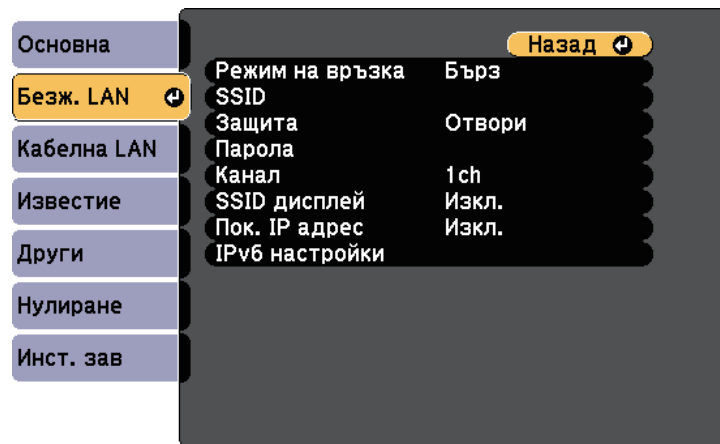 Основна
Безж. LAN
Кабелна LAN
Известие
Други
Нулиране
Инст. зав
Назад
Режим на връзка Бърз
SSID
Защита Отвори
Парола
Канал 1ch
SSID дисплей Изкл.
Пок. IP адрес Изкл.
IPv6 настройки